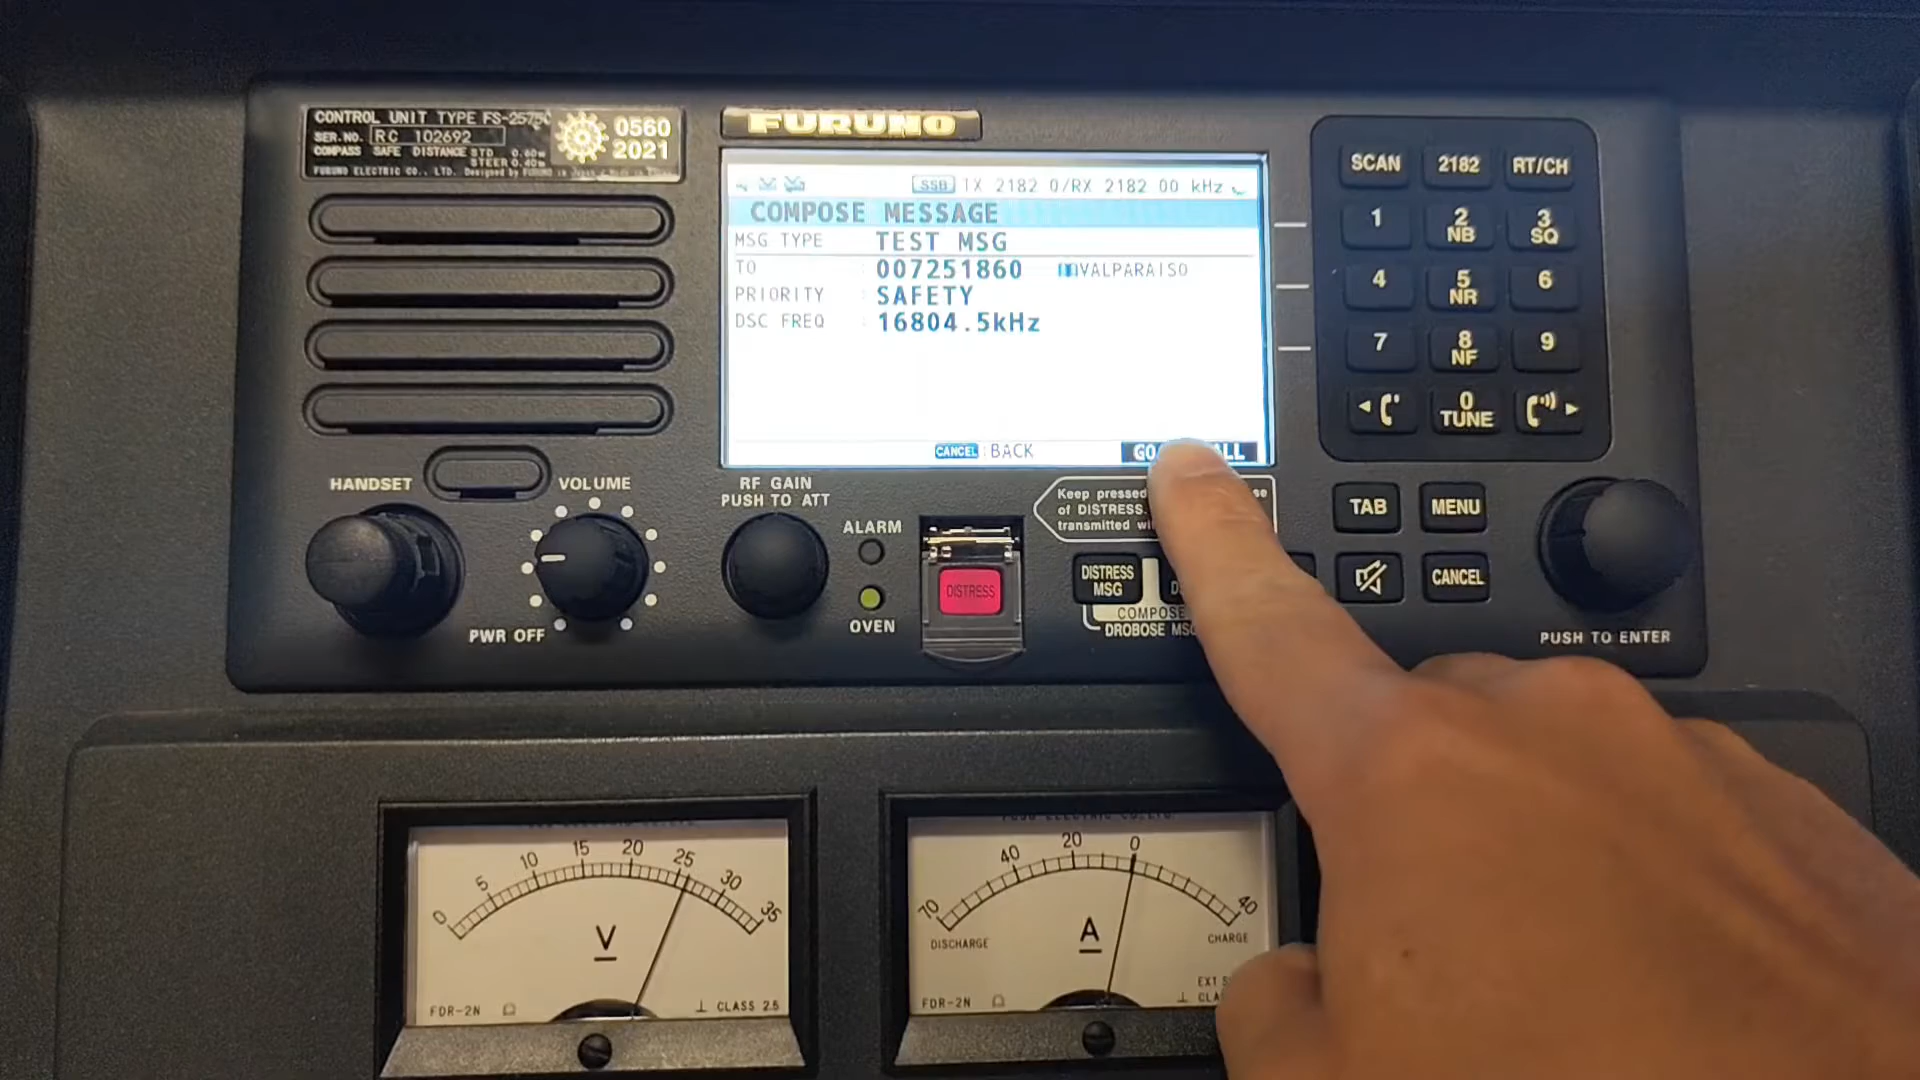 CONTROL UNIT TYPE FS-2575C
SER.NO. RC 102692
COMPASS SAFE DISTANCE STD 0.60m
STEER 0.40m
FURUNO ELECTRIC CO., LTD. Designed by FURUNO in Japan
0560
2021
FURUNO
SSB TX 2182 0/RX 2182 00 kHz
COMPOSE MESSAGE
MSG TYPE TEST MSG
TO : 007251860 VALPARAISO
PRIORITY : SAFETY
DSC FREQ : 16804.5kHz
CANCEL : BACK
GO ALL
SCAN
2182
RT/CH
1
2
NB
3
SQ
4
5
NR
6
7
8
NF
9
0
TUNE
HANDSET
VOLUME
PWR OFF
RF GAIN
PUSH TO ATT
ALARM
OVEN
DISTRESS
Keep pressed
of DISTRESS.
transmitted
DISTRESS
MSG
COMPOSE
DROBOSE MSG
TAB
MENU
CANCEL
PUSH TO ENTER
0 5 10 15 20 25 30 35
V
FDR-2N
CLASS 2.5
70 40 20 0 40
DISCHARGE
CHARGE
A
EXT
FDR-2N